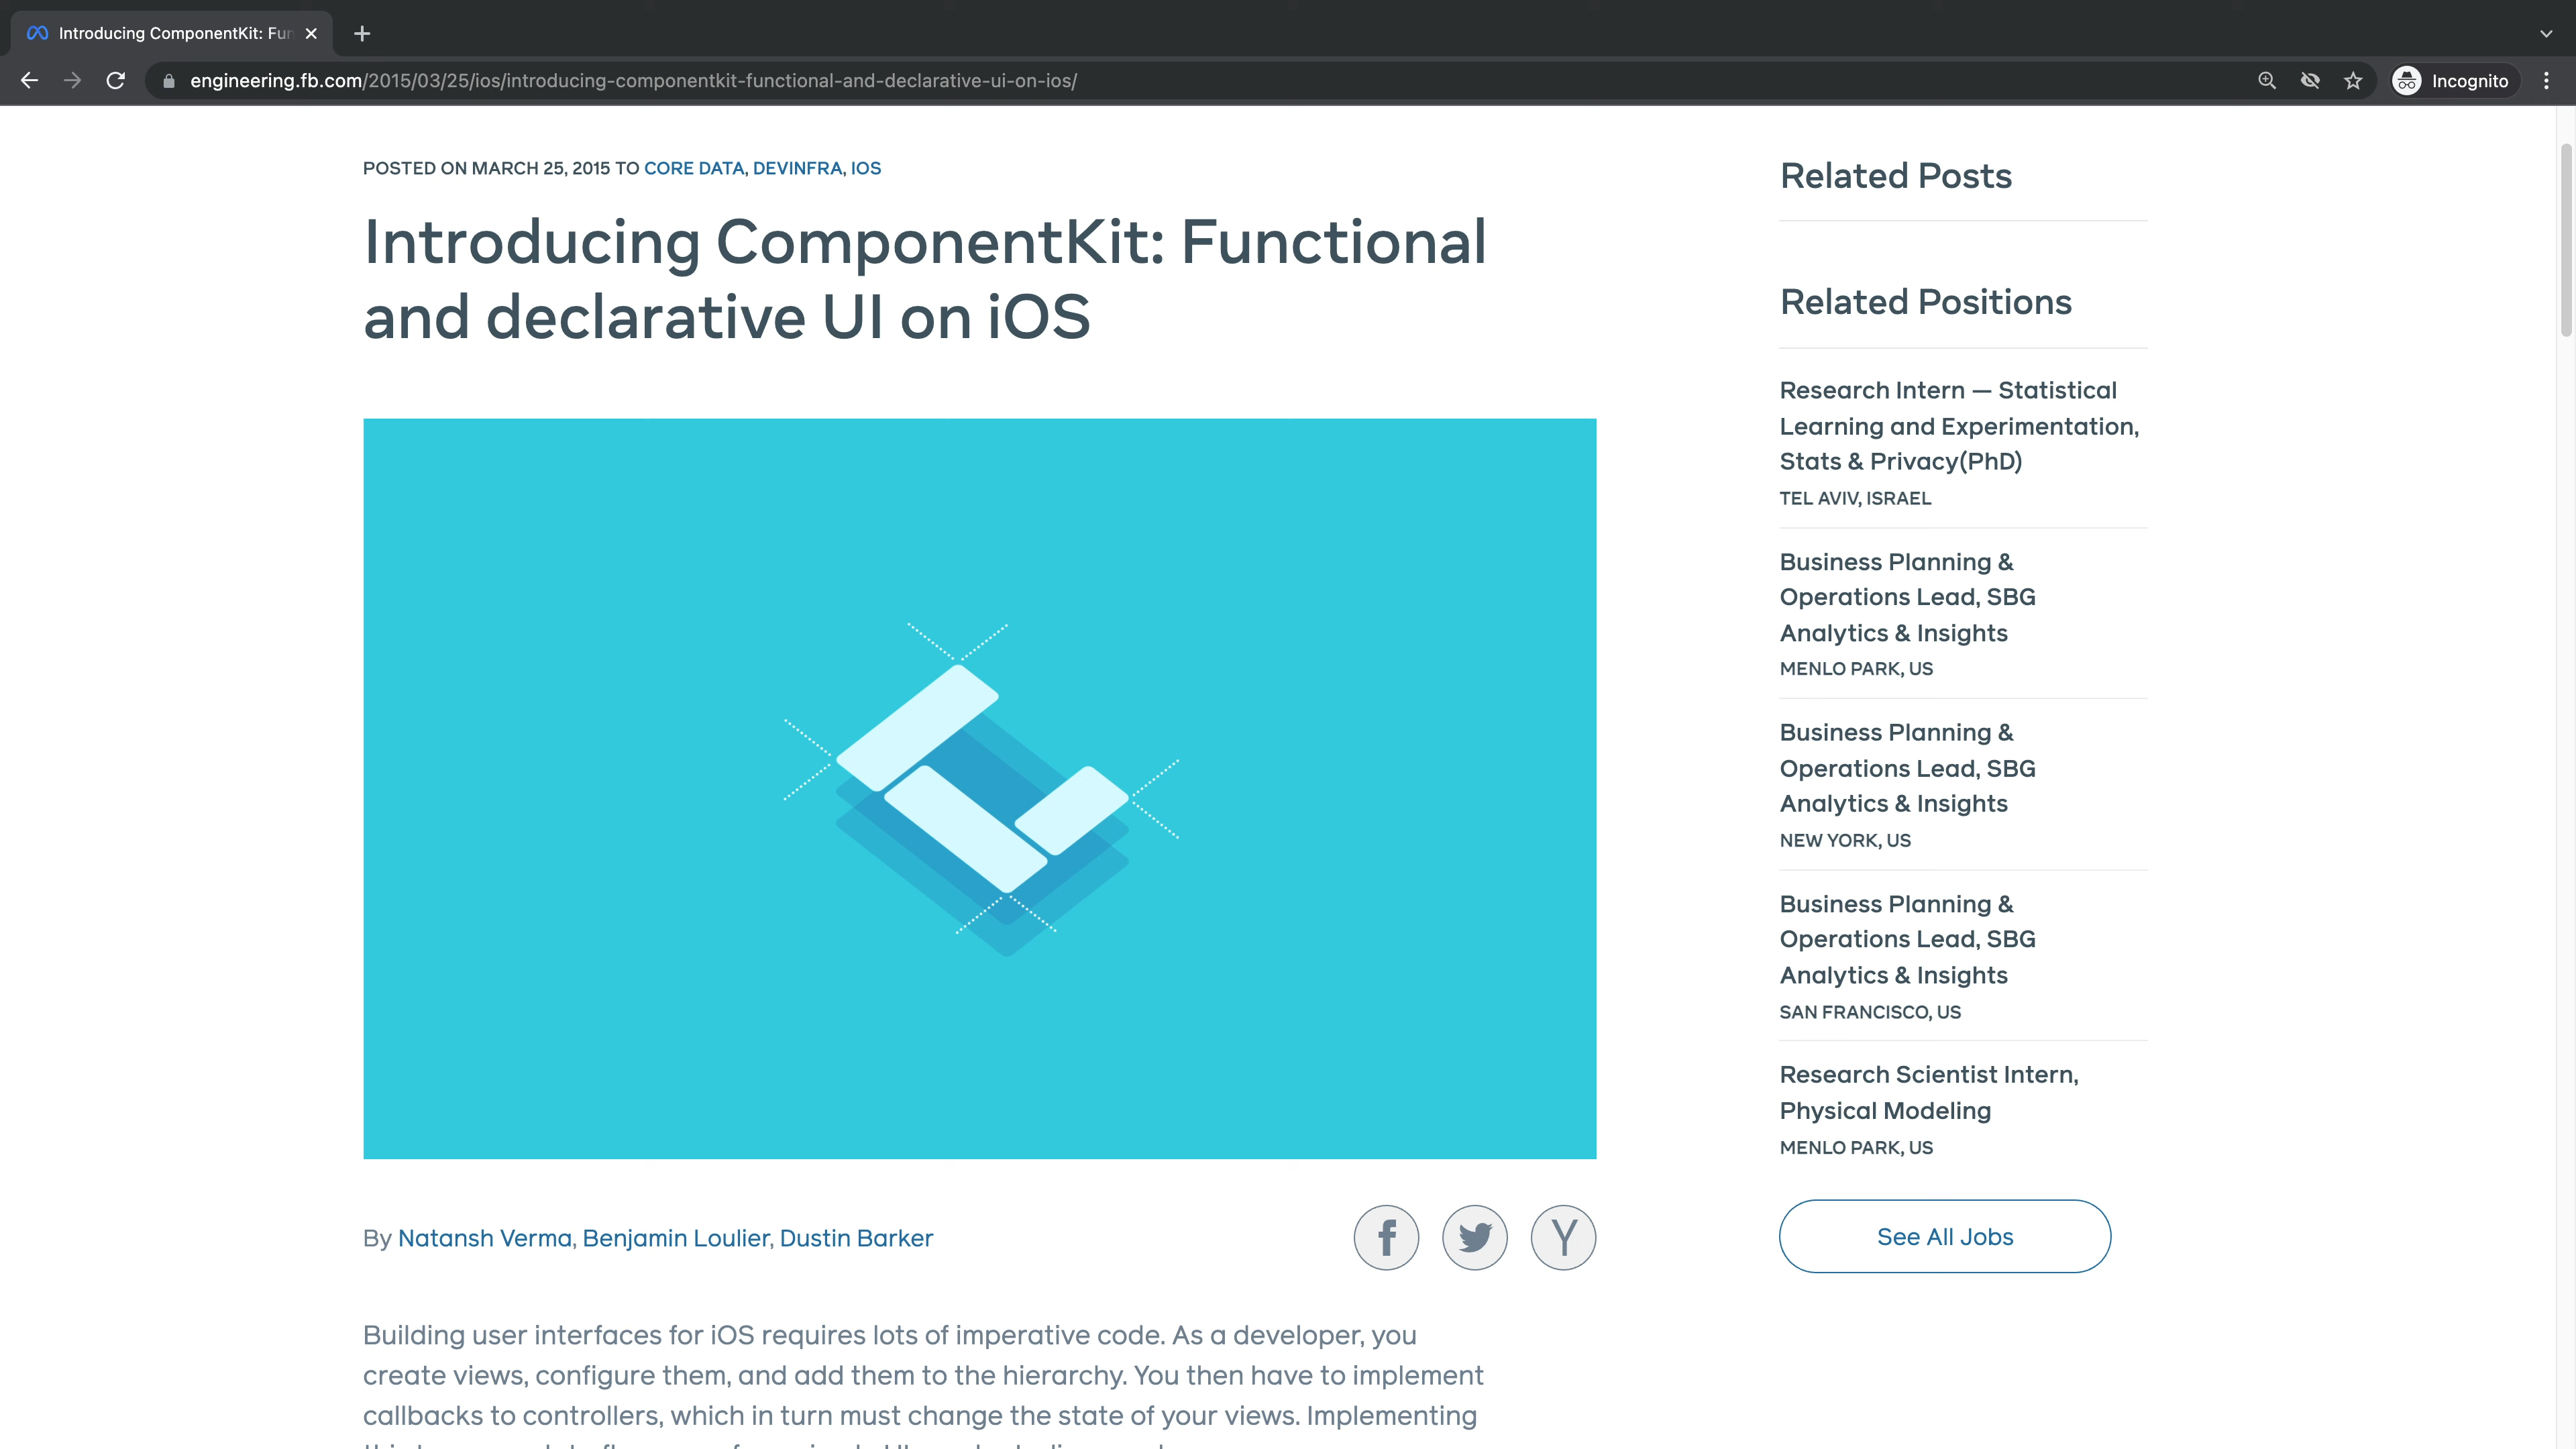 Introducing ComponentKit: Fun
engineering.fb.com/2015/03/25/ios/introducing-componentkit-functional-and-declarative-ui-on-ios/
Incognito
POSTED ON MARCH 25, 2015 TO CORE DATA, DEVINFRA, IOS
Introducing ComponentKit: Functional
and declarative UI on iOS
By Natansh Verma, Benjamin Loulier, Dustin Barker
Building user interfaces for iOS requires lots of imperative code. As a developer, you
create views, configure them, and add them to the hierarchy. You then have to implement
callbacks to controllers, which in turn must change the state of your views. Implementing
Related Posts
Related Positions
Research Intern — Statistical
Learning and Experimentation,
Stats & Privacy(PhD)
TEL AVIV, ISRAEL
Business Planning &
Operations Lead, SBG
Analytics & Insights
MENLO PARK, US
Business Planning &
Operations Lead, SBG
Analytics & Insights
NEW YORK, US
Business Planning &
Operations Lead, SBG
Analytics & Insights
SAN FRANCISCO, US
Research Scientist Intern,
Physical Modeling
MENLO PARK, US
See All Jobs